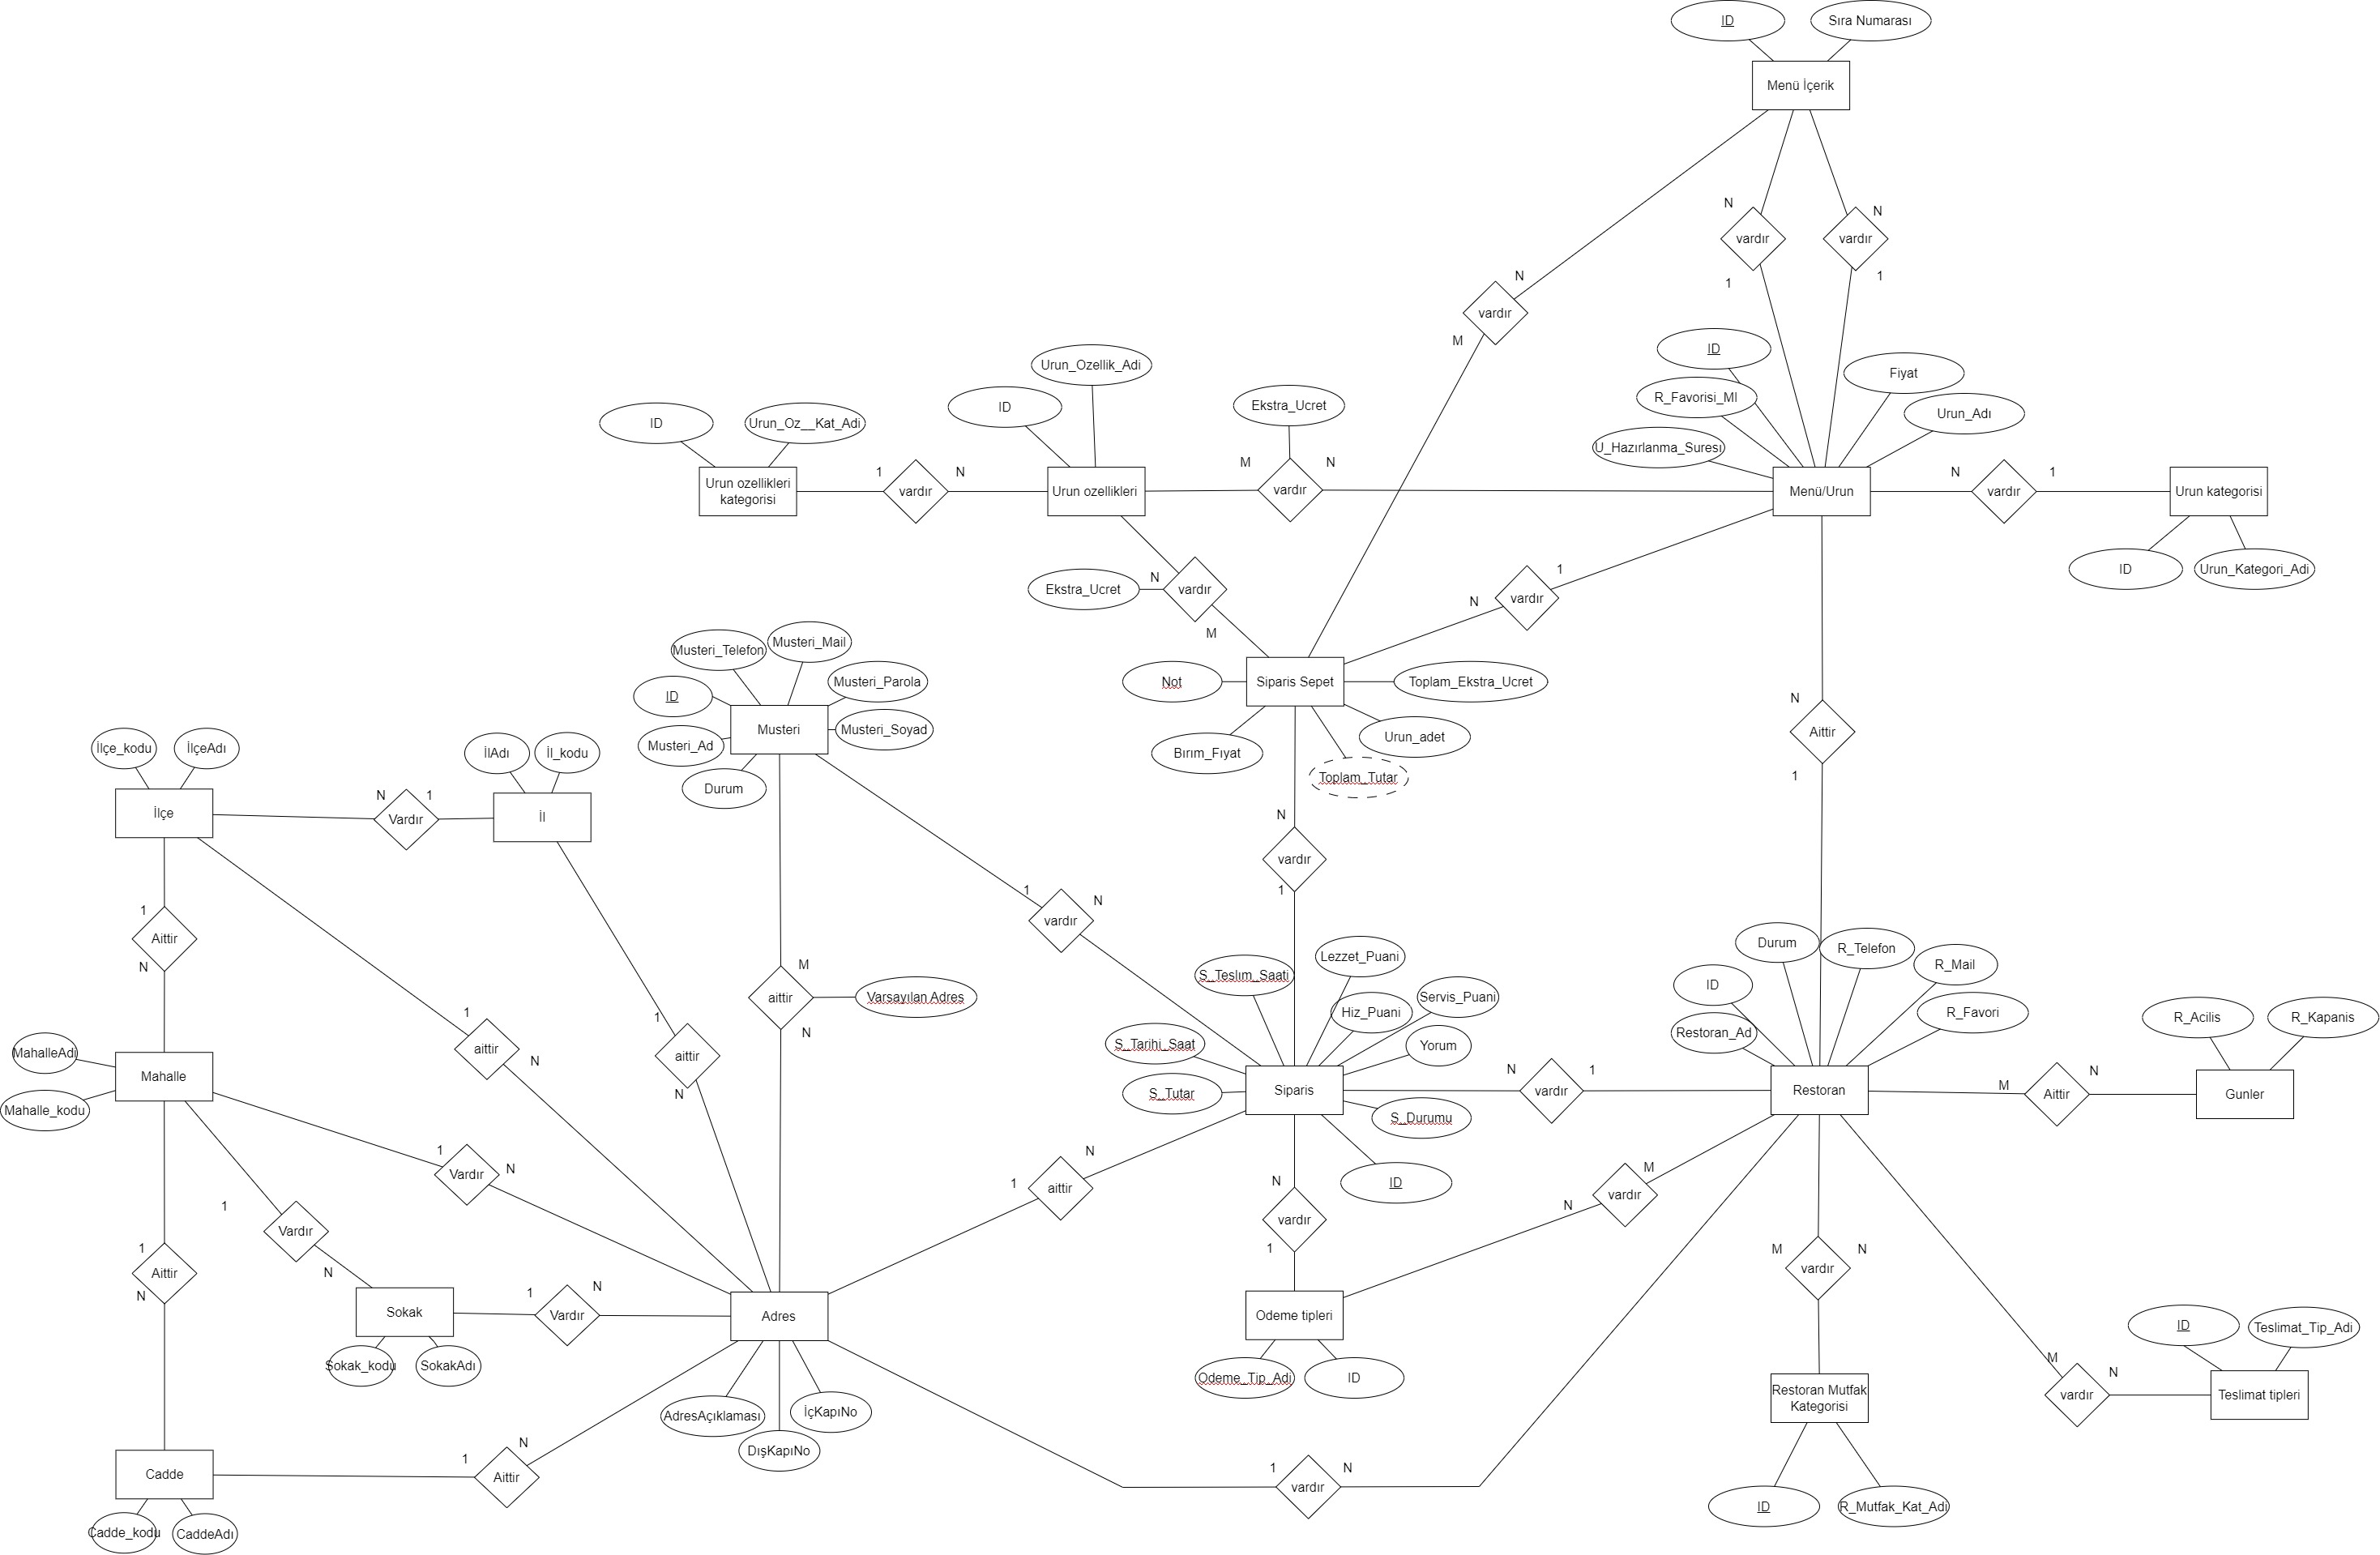 ID
Sıra Numarası
Menü İçerik
N
N
vardır
vardır
1
1
N
vardır
M
ID
R_Favorisi_MI
U_Hazırlanma_Suresı
Fiyat
Urun_Adı
Menü/Urun
N
vardır
1
Urun kategorisi
ID
Urun_Kategori_Adi
ID
Urun_Oz__Kat_Adi
Urun ozellikleri
kategorisi
1
vardır
N
ID
Urun_Ozellik_Adi
Urun ozellikleri
M
Ekstra_Ucret
N
vardır
Ekstra_Ucret
N
vardır
M
1
vardır
N
Not
Siparis Sepet
Toplam_Ekstra_Ucret
Birim_Fiyat
Urun_adet
Toplam_Tutar
N
vardır
1
Musteri_Telefon
Musteri_Mail
ID
Musteri_Parola
Musteri_Ad
Musteri
Musteri_Soyad
Durum
1
vardır
N
M
aittir
Varsayılan Adres
N
İlçe_kodu
İlçeAdı
İlçe
N
Vardır
1
İlAdı
İl_kodu
İl
1
Aittir
N
1
aittir
N
1
aittir
N
MahalleAdi
Mahalle_kodu
Mahalle
1
Vardır
N
1
Vardır
N
1
Aittir
N
Sokak
Sokak_kodu
SokakAdı
1
Vardır
N
Adres
AdresAçıklaması
DışKapıNo
İçKapıNo
Cadde
Cadde_kodu
CaddeAdı
1
Aittir
N
1
aittir
N
S_Teslim_Saati
Lezzet_Puani
Hiz_Puani
Servis_Puani
S_Tarihi_Saat
Yorum
S_Tutar
Siparis
S_Durumu
ID
N
vardır
1
N
vardır
1
Odeme tipleri
Odeme_Tip_Adi
ID
M
vardır
N
1
vardır
N
N
Aittir
1
Durum
R_Telefon
ID
R_Mail
Restoran_Ad
R_Favori
Restoran
M
Aittir
N
R_Acilis
R_Kapanis
Gunler
M
vardır
N
Restoran Mutfak
Kategorisi
ID
R_Mutfak_Kat_Adi
M
vardır
N
ID
Teslimat_Tip_Adi
Teslimat tipleri